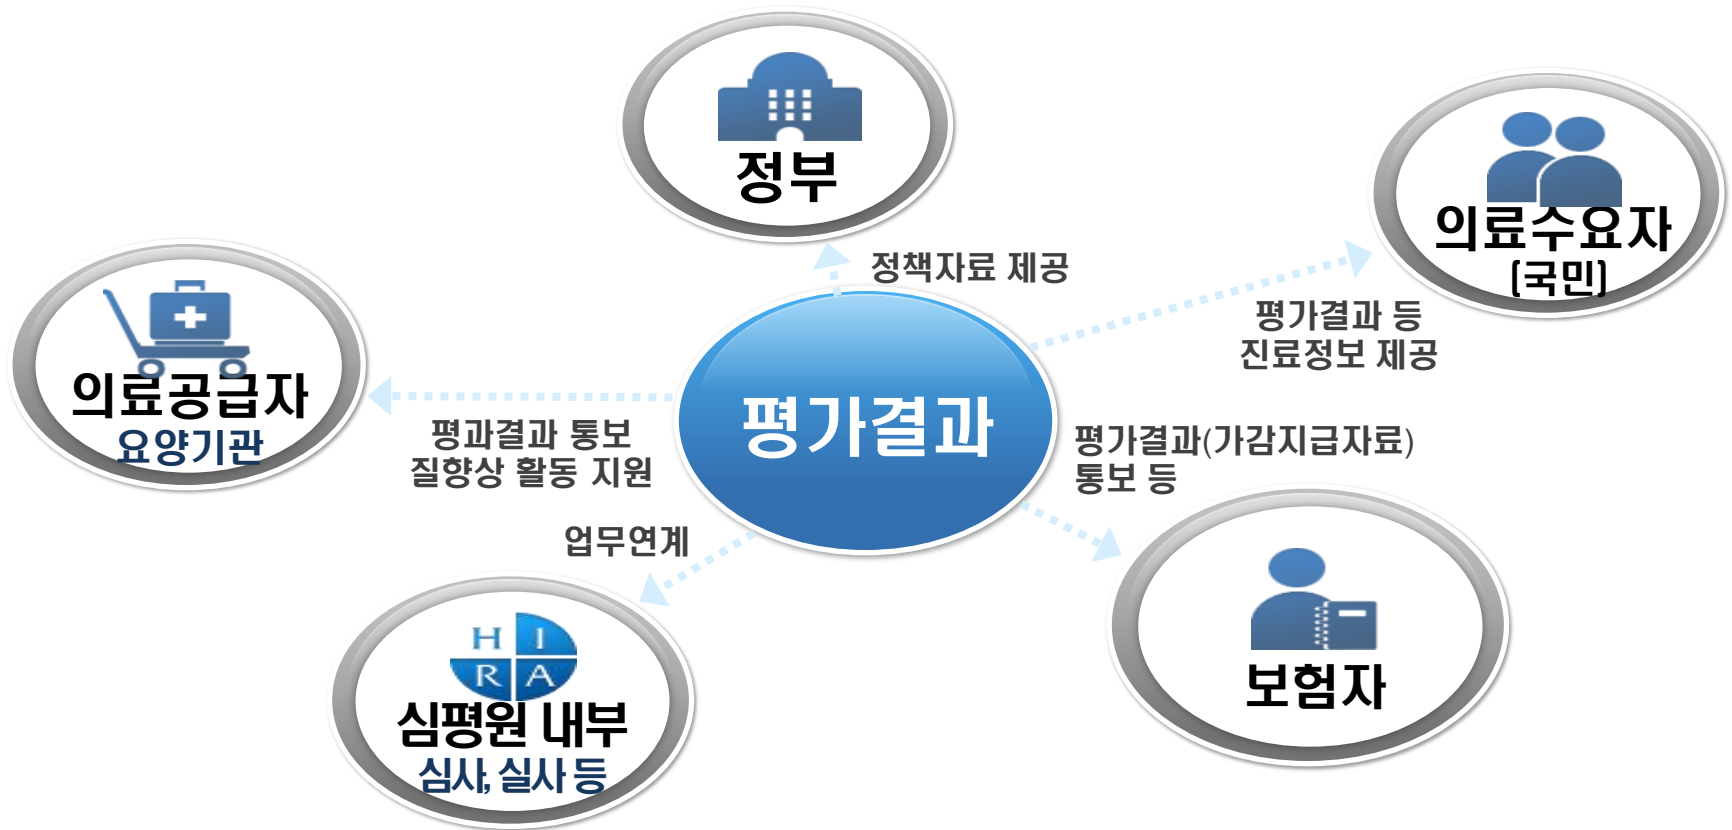 정부
의료수요자
(국민)
정책자료 제공
평가결과 등
진료정보 제공
의료공급자
요양기관
평과결과 통보
질향상 활동 지원
평가결과
평가결과(가감지급자료)
통보 등
업무연계
H I
R A
심평원 내부
심사, 실사 등
보험자